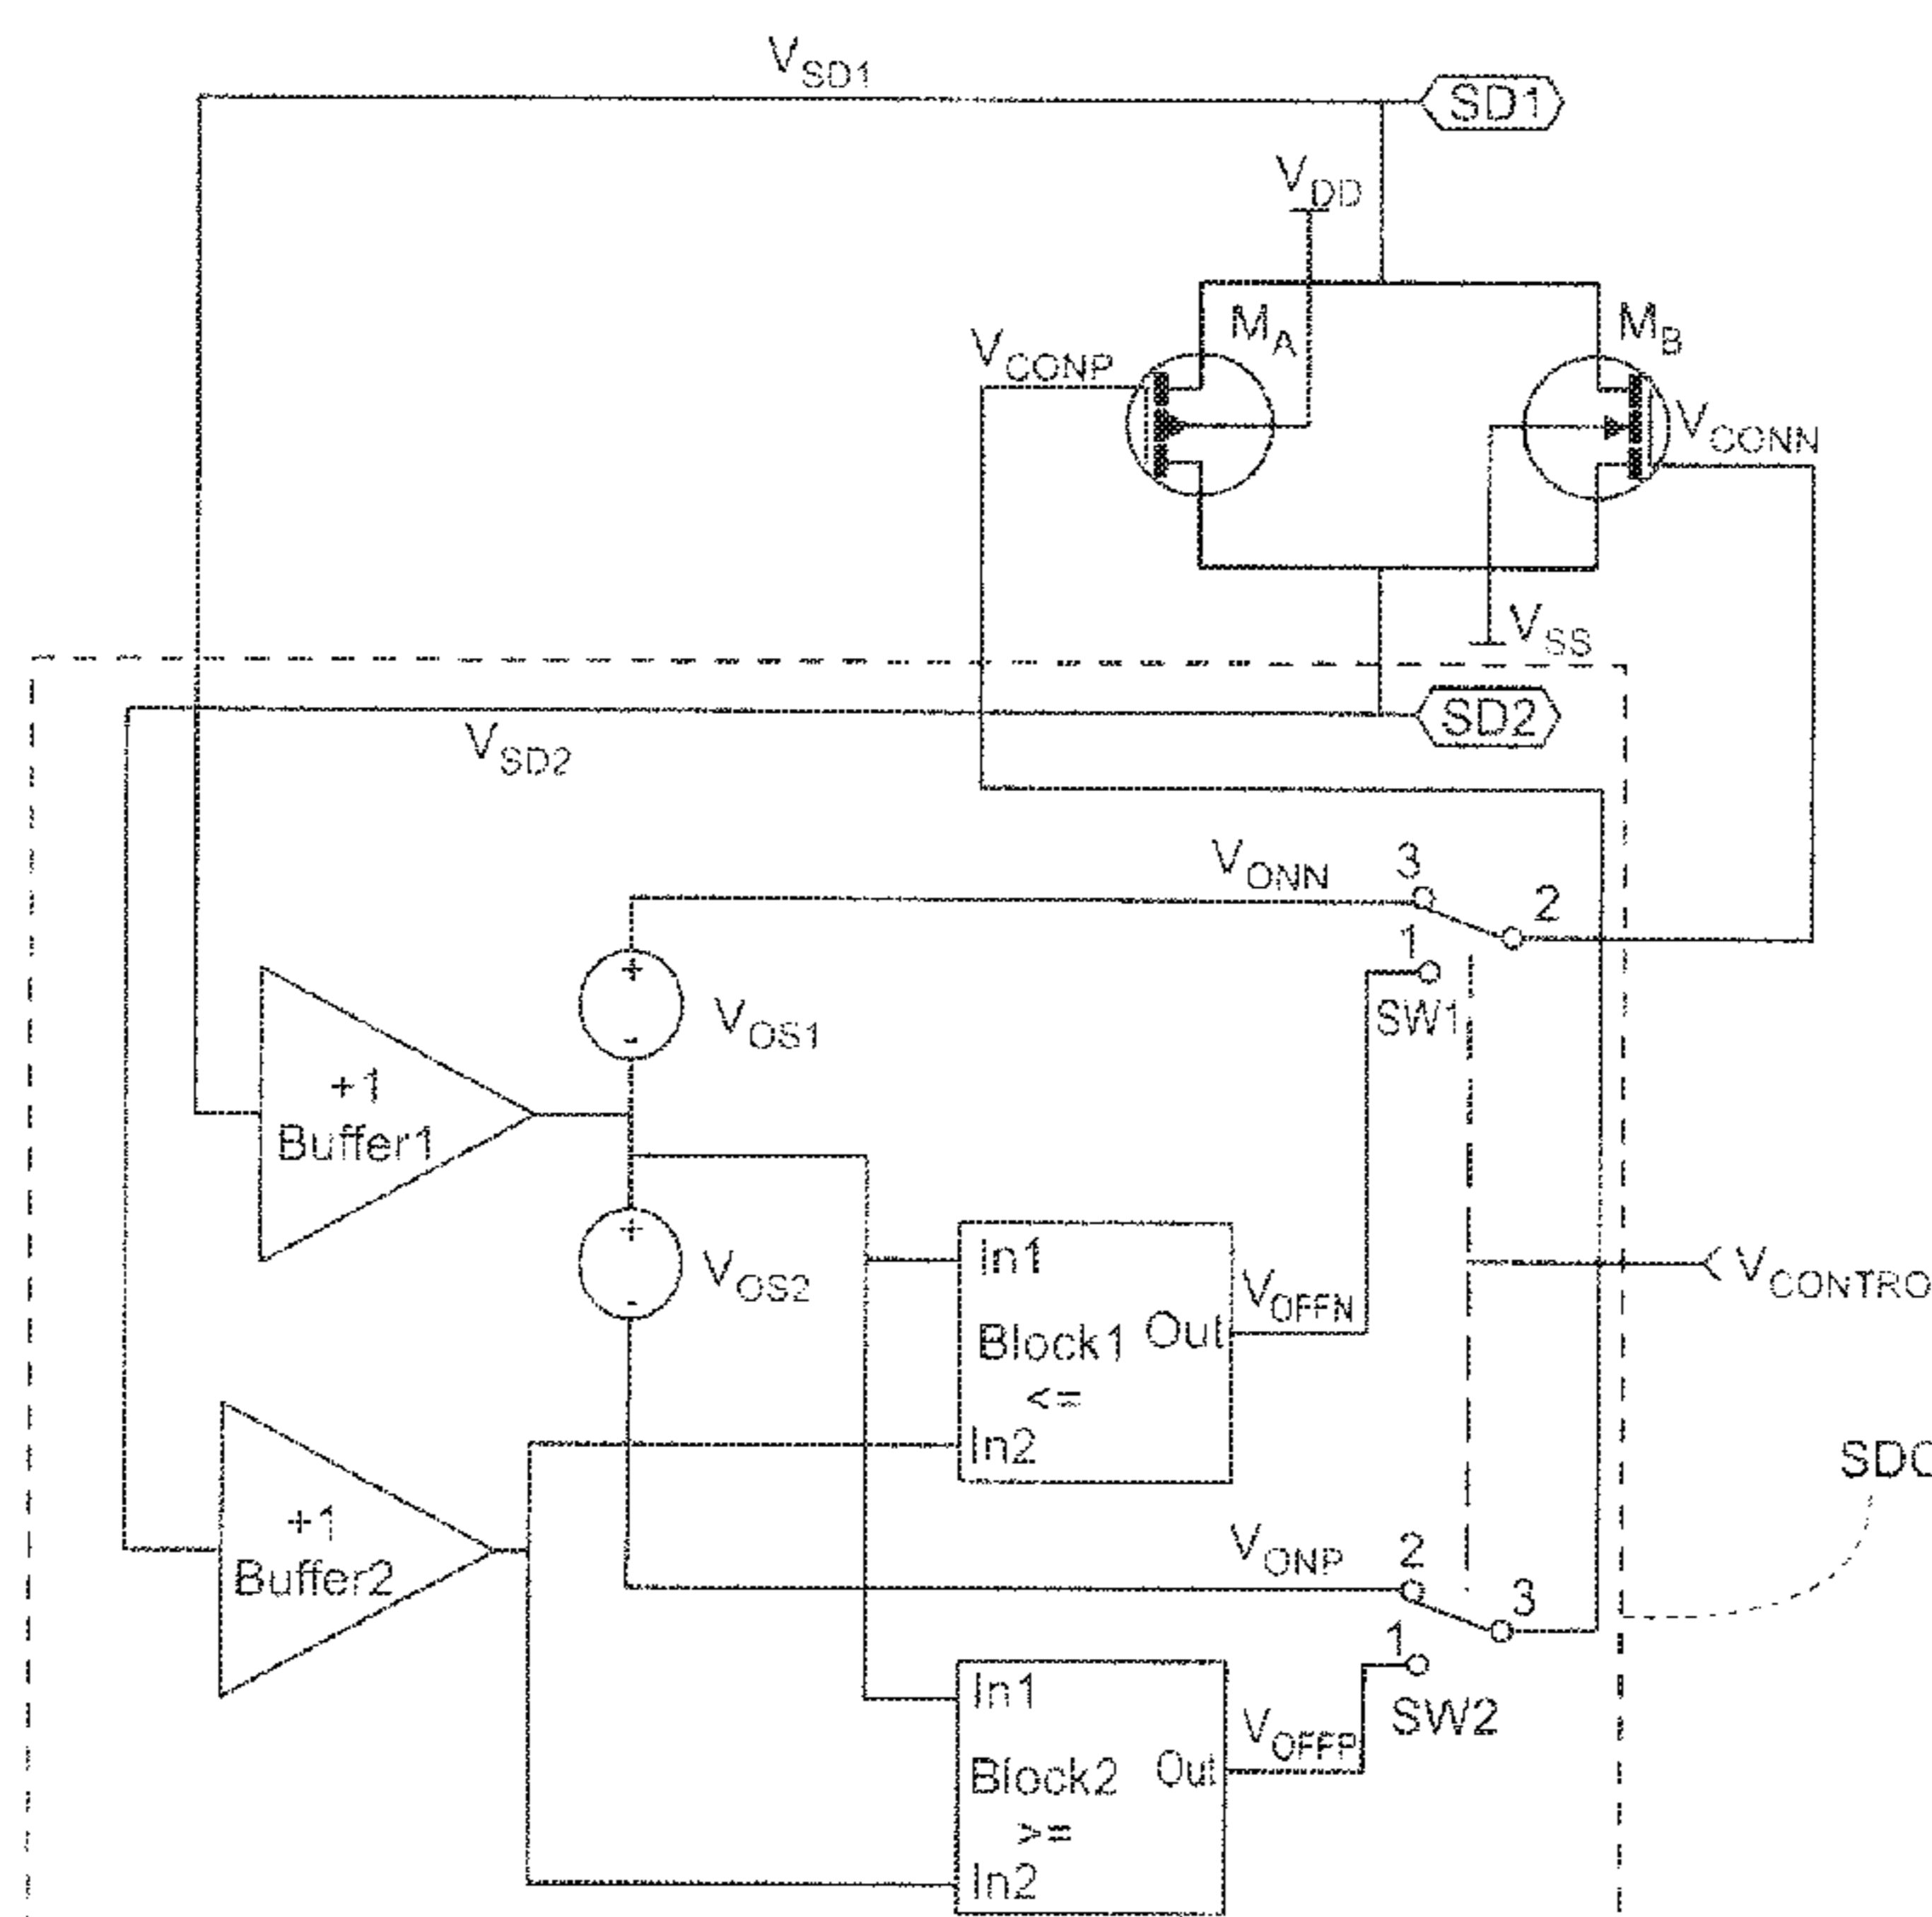 VSD1
SD1
VDD
MA
MB
VCONP
VCONN
VSS
SD2
VSD2
VONN
3
2
1
SW1
+
-
VOS1
+1
Buffer1
+
-
VOS2
In1
Block1
<=
In2
Out
VOFFN
VCONTRO
SDC
+1
Buffer2
VONP
2
3
1
SW2
In1
Block2
>=
In2
Out
VOFFP